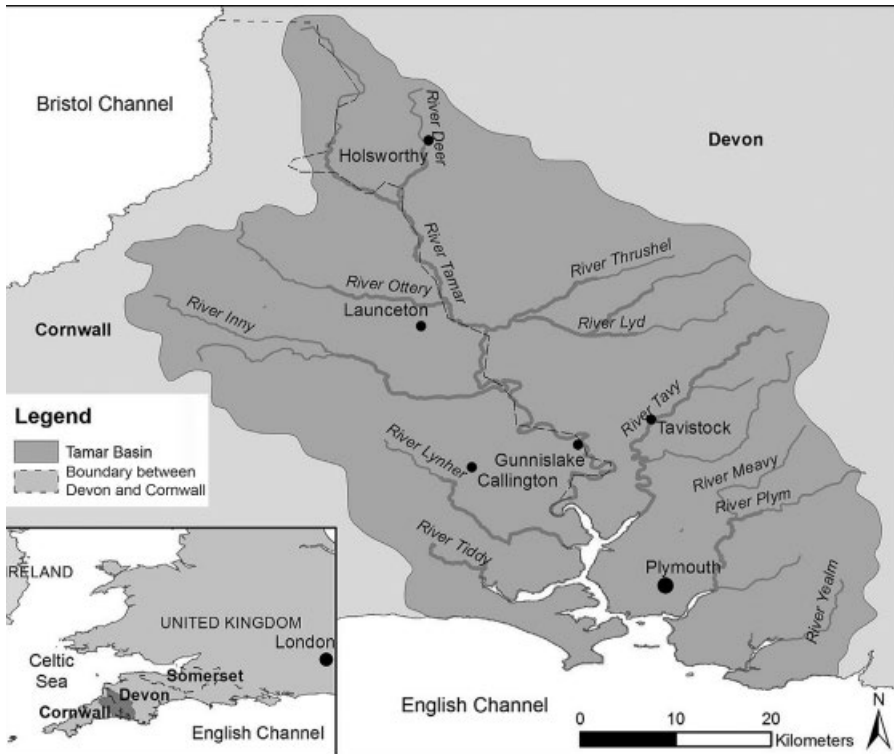 Bristol Channel
River Deer
Devon
Holsworthy
River Tamar
River Thrushel
River Ottery
Launceton
River Lyd
River Inny
Cornwall
River Tavy
Tavistock
Legend
Tamar Basin
Boundary between
Devon and Cornwall
River Lynher
Gunnislake
Callington
River Meavy
River Plym
River Tiddy
Plymouth
River Yealm
English Channel
N
0 10 20
Kilometers
IRELAND
UNITED KINGDOM
London
Celtic
Sea
Somerset
Devon
Cornwall
English Channel